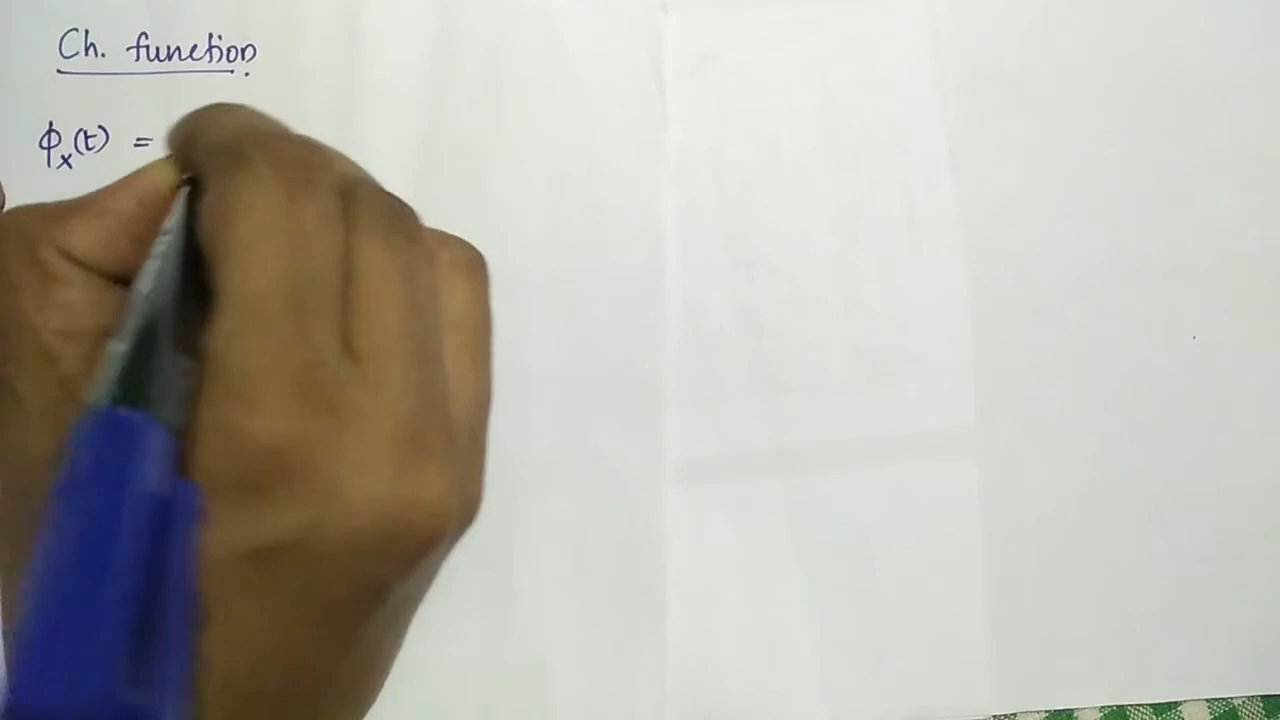 Ch. function.
ϕₓ(t) =